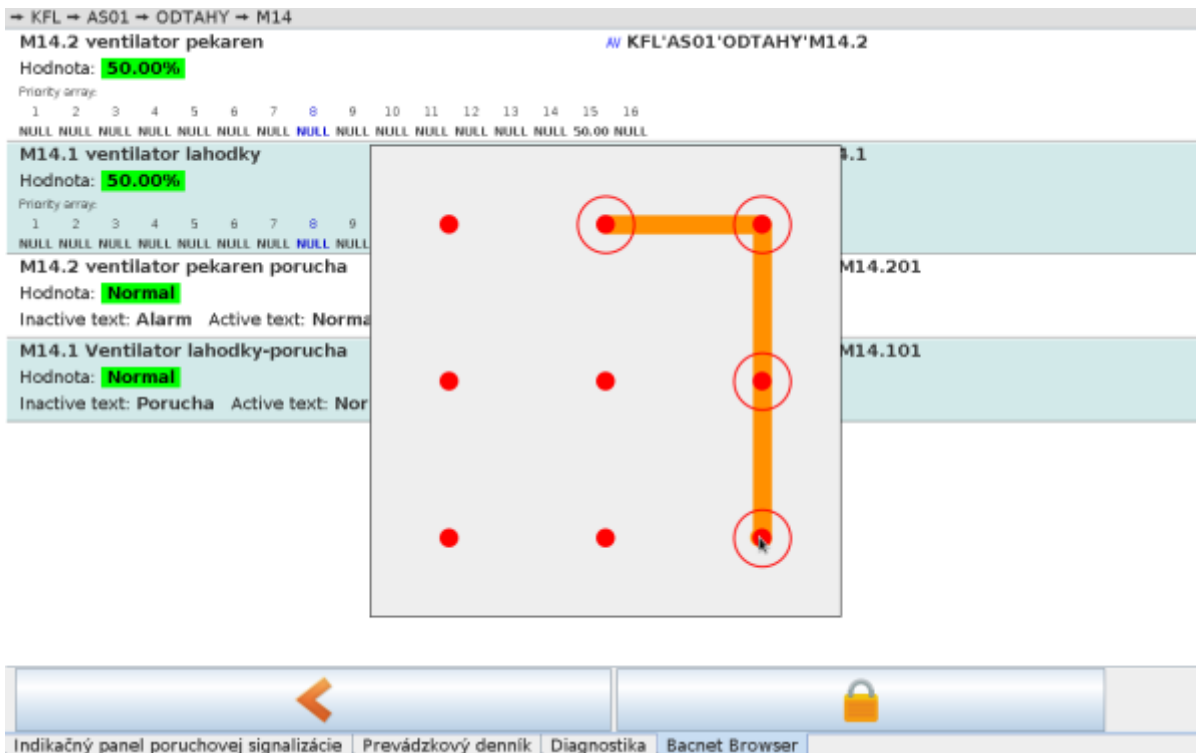 → KFL → AS01 → ODTAHY → M14
M14.2 ventilator pekaren AV KFL'AS01'ODTAHY'M14.2
Hodnota: 50.00%
Priority array:
1 2 3 4 5 6 7 8 9 10 11 12 13 14 15 16
NULL NULL NULL NULL NULL NULL NULL NULL NULL NULL NULL NULL NULL NULL 50.00 NULL
M14.1 ventilator lahodky 4.1
Hodnota: 50.00%
Priority array:
1 2 3 4 5 6 7 8 9
NULL NULL NULL NULL NULL NULL NULL NULL NULL
M14.2 ventilator pekaren porucha M14.201
Hodnota: Normal
Inactive text: Alarm Active text: Norma
M14.1 Ventilator lahodky-porucha M14.101
Hodnota: Normal
Inactive text: Porucha Active text: Nor
Indikačný panel poruchovej signalizácie Prevádzkový denník Diagnostika Bacnet Browser